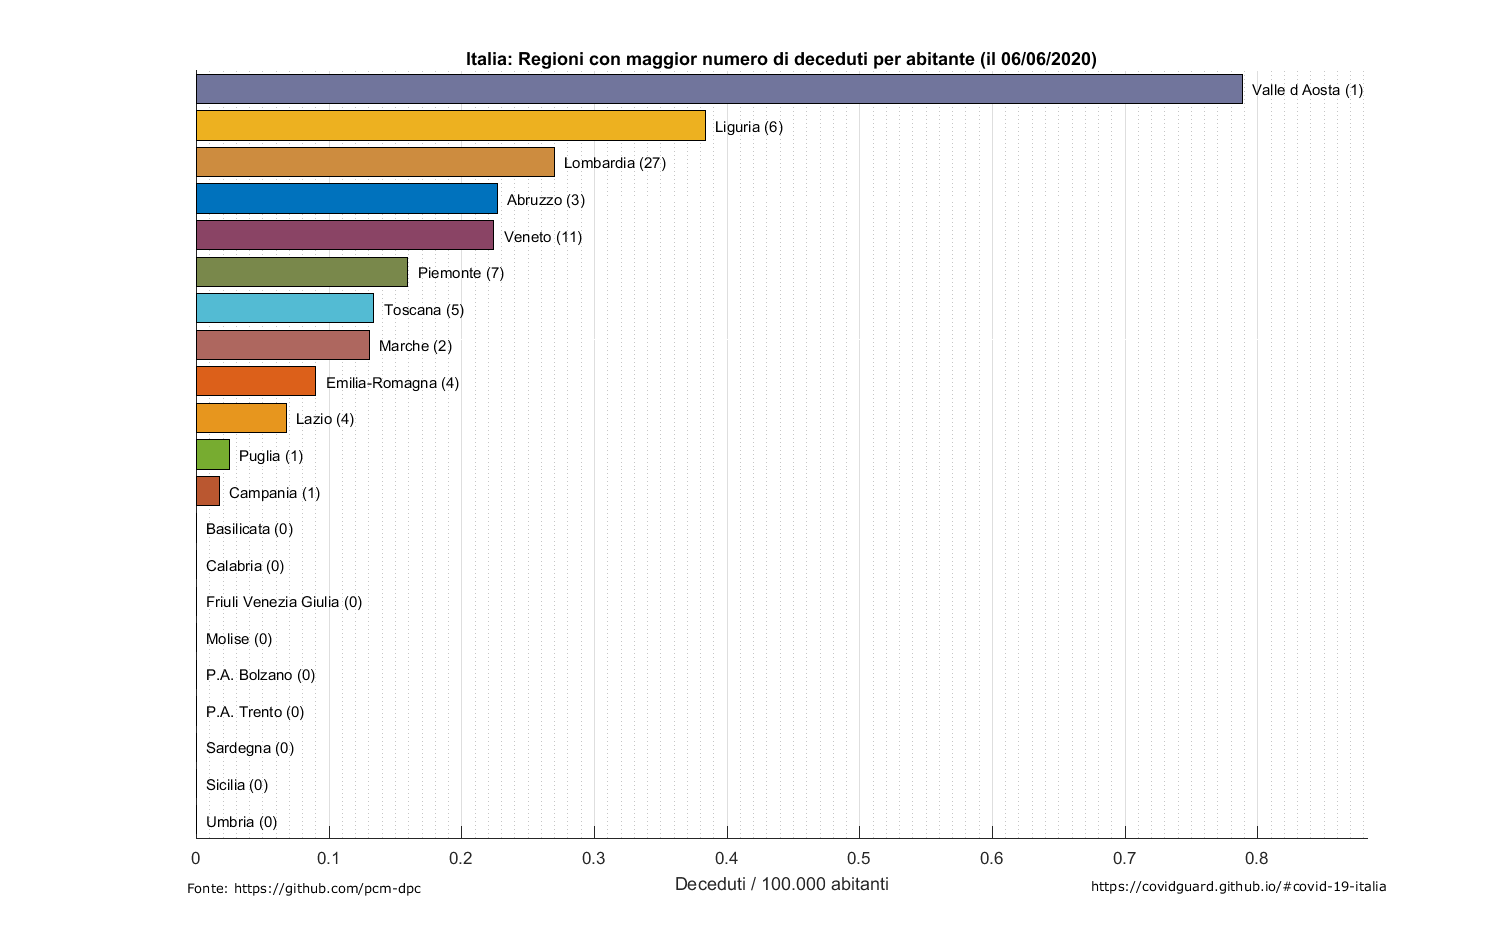 Italia: Regioni con maggior numero di deceduti per abitante (il 06/06/2020)
Valle d Aosta (1)
Liguria (6)
Lombardia (27)
Abruzzo (3)
Veneto (11)
Piemonte (7)
Toscana (5)
Marche (2)
Emilia-Romagna (4)
Lazio (4)
Puglia (1)
Campania (1)
Basilicata (0)
Calabria (0)
Friuli Venezia Giulia (0)
Molise (0)
P.A. Bolzano (0)
P.A. Trento (0)
Sardegna (0)
Sicilia (0)
Umbria (0)
0 0.1 0.2 0.3 0.4 0.5 0.6 0.7 0.8
Deceduti / 100.000 abitanti
Fonte: https://github.com/pcm-dpc
https://covidguard.github.io/#covid-19-italia